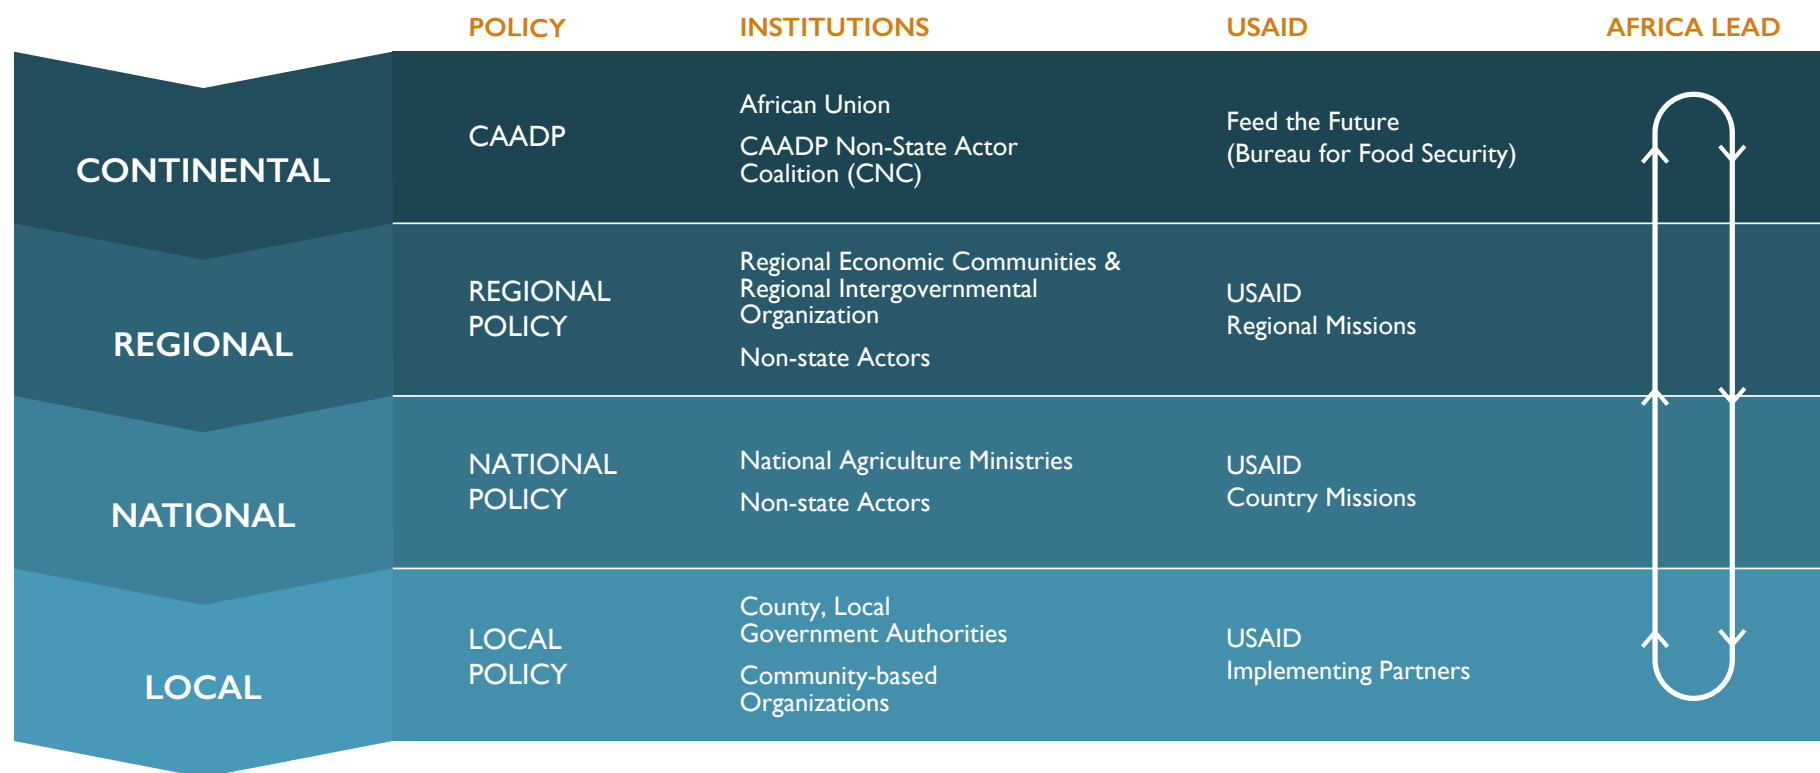 POLICY
INSTITUTIONS
USAID
AFRICA LEAD
CONTINENTAL
CAADP
African Union
CAADP Non-State Actor
Coalition (CNC)
Feed the Future
(Bureau for Food Security)
REGIONAL
REGIONAL
POLICY
Regional Economic Communities &
Regional Intergovernmental
Organization
Non-state Actors
USAID
Regional Missions
NATIONAL
NATIONAL
POLICY
National Agriculture Ministries
Non-state Actors
USAID
Country Missions
LOCAL
LOCAL
POLICY
County, Local
Government Authorities
Community-based
Organizations
USAID
Implementing Partners